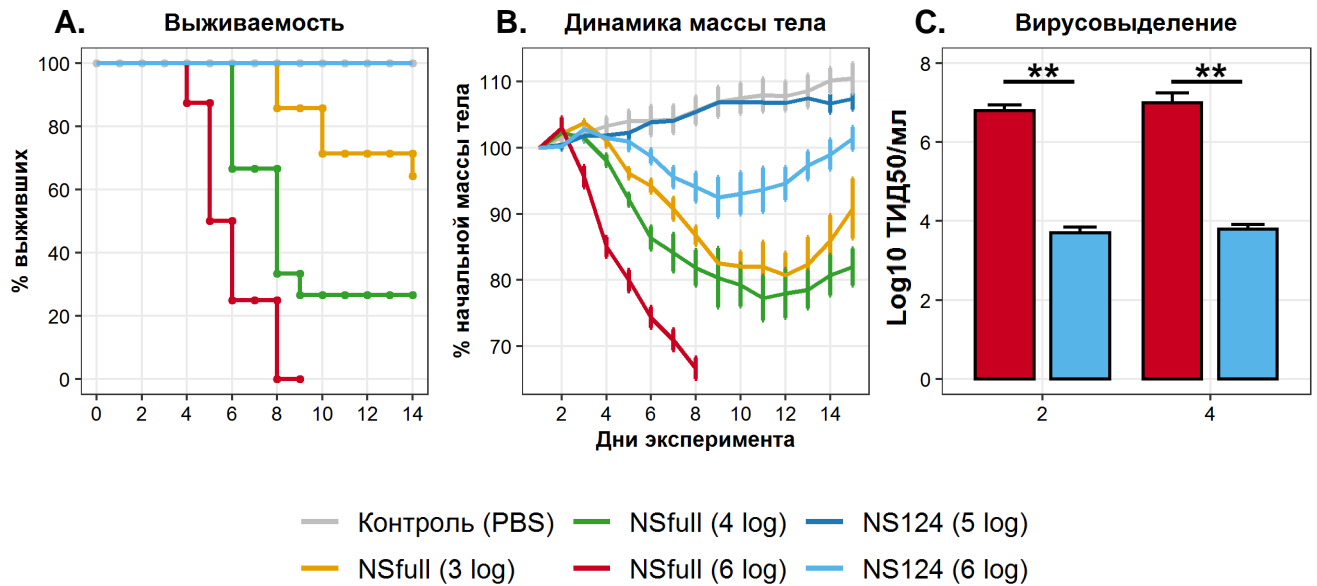 A.
Выживаемость
% выживших
100
80
60
40
20
0
0 2 4 6 8 10 12 14
B.
Динамика массы тела
% начальной массы тела
110
100
90
80
70
2 4 6 8 10 12 14
Дни эксперимента
C.
Вирусовыделение
Log10 ТИД50/мл
8
6
4
2
0
** **
2 4
Контроль (PBS) NSfull (4 log) NS124 (5 log)
NSfull (3 log) NSfull (6 log) NS124 (6 log)